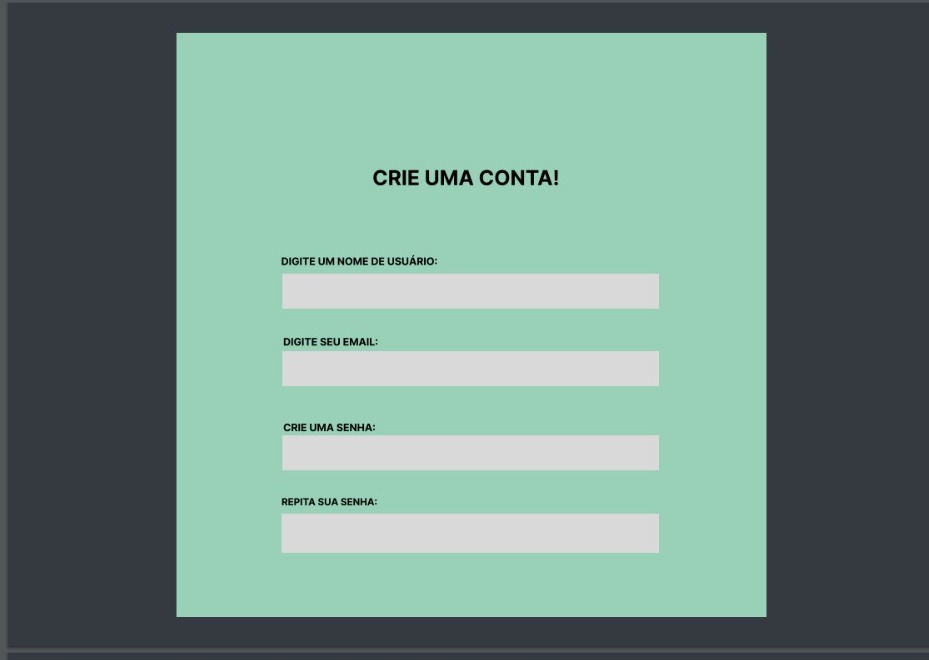 CRIE UMA CONTA!
DIGITE UM NOME DE USUÁRIO:
DIGITE SEU EMAIL:
CRIE UMA SENHA:
REPITA SUA SENHA: